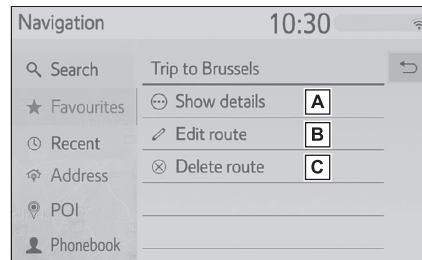 Navigation 10:30
Search
Favourites
Recent
Address
POI
Phonebook
Trip to Brussels
Show details A
Edit route B
Delete route C